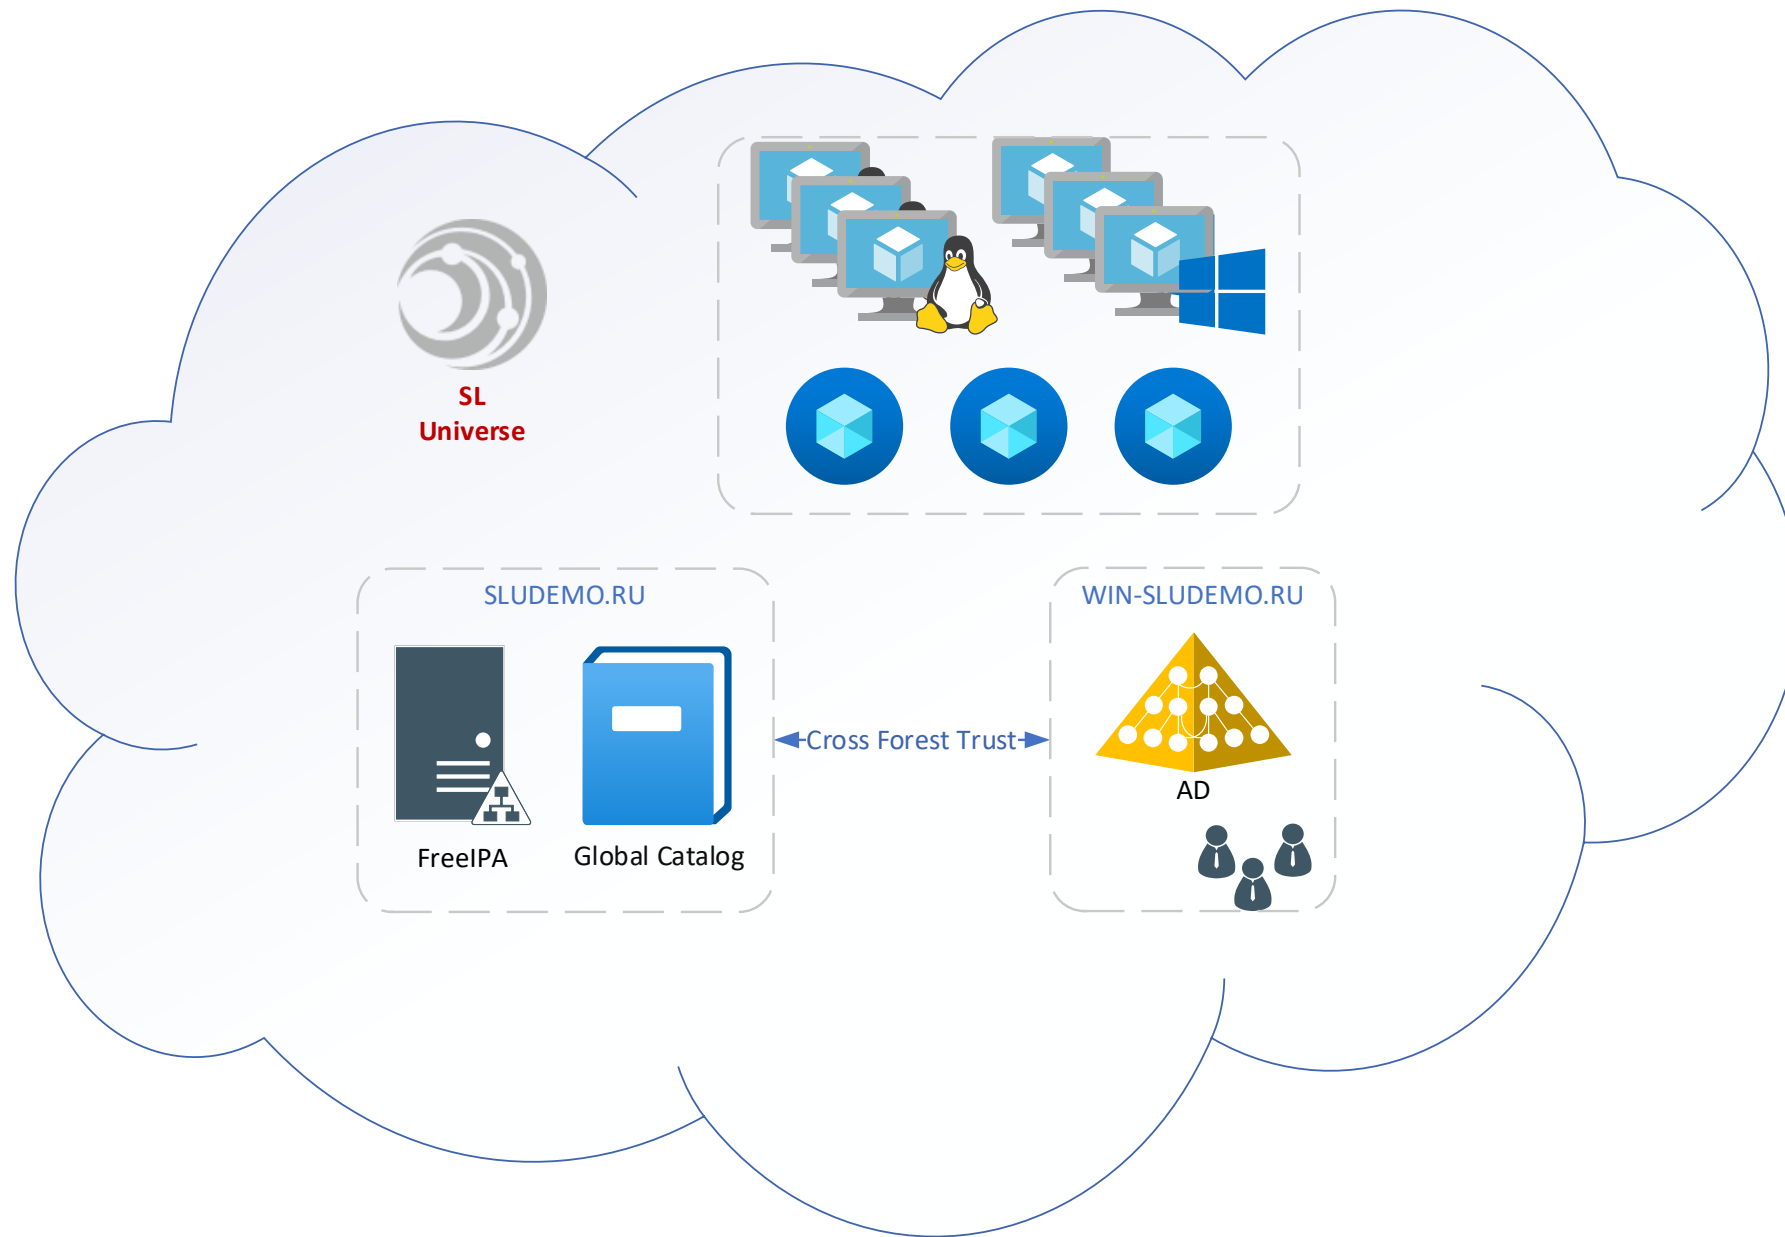 SL
Universe
SLUDEMO.RU
WIN-SLUDEMO.RU
Cross Forest Trust
AD
FreeIPA
Global Catalog